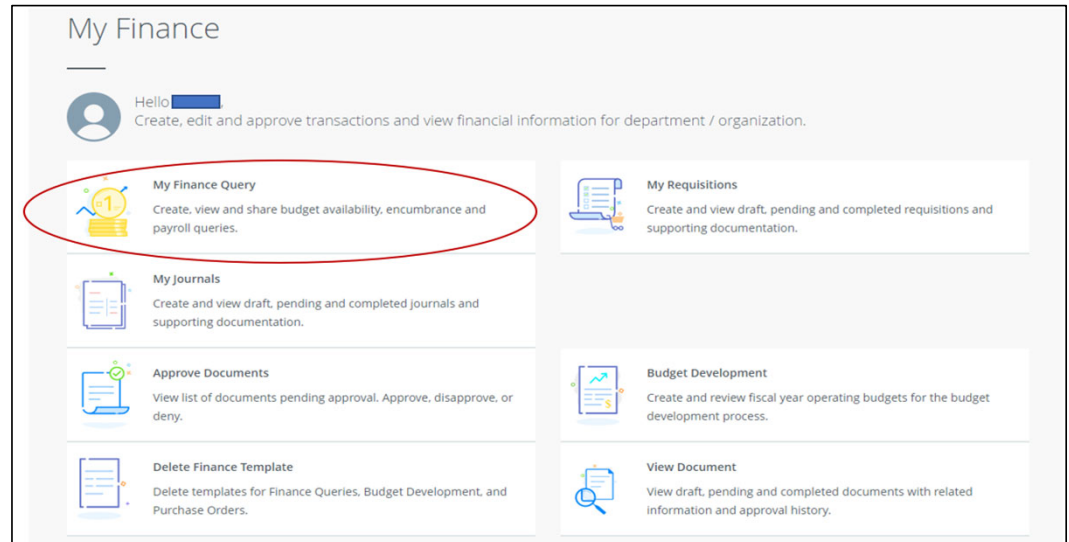 My Finance
Hello
Create, edit and approve transactions and view financial information for department / organization.
My Finance Query
Create, view and share budget availability, encumbrance and
payroll queries.
My Requisitions
Create and view draft, pending and completed requisitions and
supporting documentation.
My Journals
Create and view draft, pending and completed journals and
supporting documentation.
Approve Documents
View list of documents pending approval. Approve, disapprove, or
deny.
Budget Development
Create and review fiscal year operating budgets for the budget
development process.
Delete Finance Template
Delete templates for Finance Queries, Budget Development, and
Purchase Orders.
View Document
View draft, pending and completed documents with related
information and approval history.